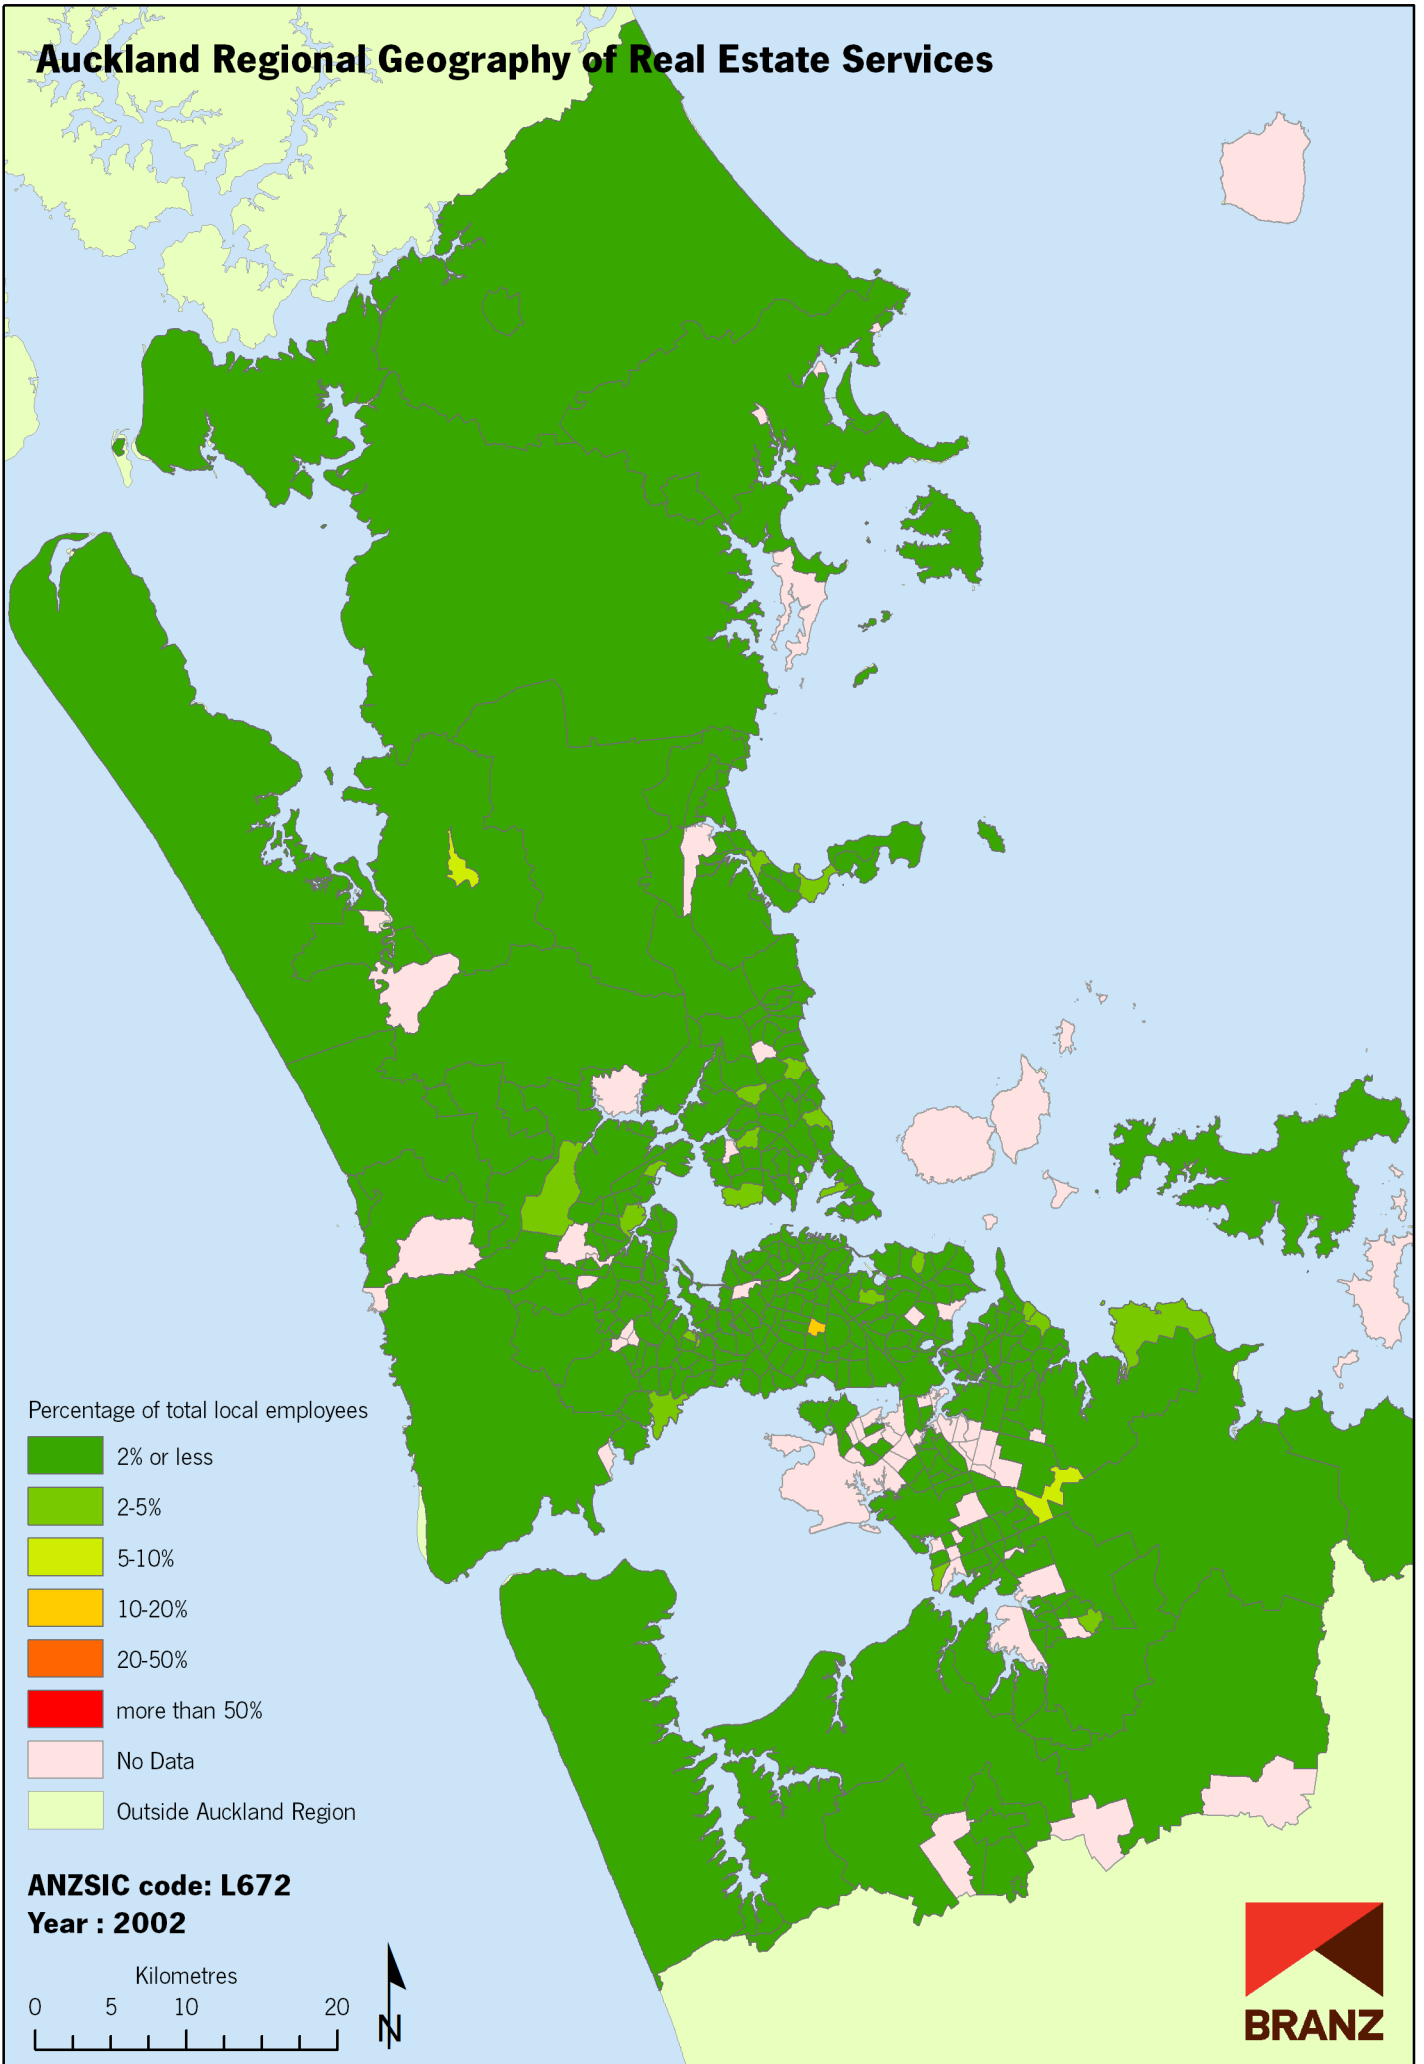 Auckland Regional Geography of Real Estate Services
Percentage of total local employees
2% or less
2-5%
5-10%
10-20%
20-50%
more than 50%
No Data
Outside Auckland Region
ANZSIC code: L672
Year : 2002
Kilometres
0 5 10 20
N
BRANZ